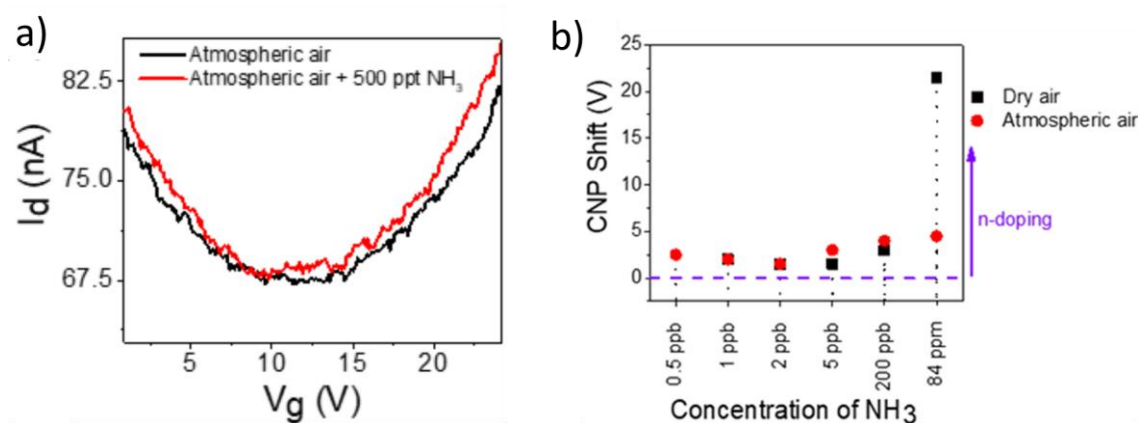 a)
Atmospheric air
Atmospheric air + 500 ppt NH3
82.5
75.0
67.5
Id (nA)
5
10
15
20
Vg (V)
b)
25
20
15
10
5
0
CNP Shift (V)
Dry air
Atmospheric air
n-doping
0.5 ppb
1 ppb
2 ppb
5 ppb
200 ppb
84 ppm
Concentration of NH3